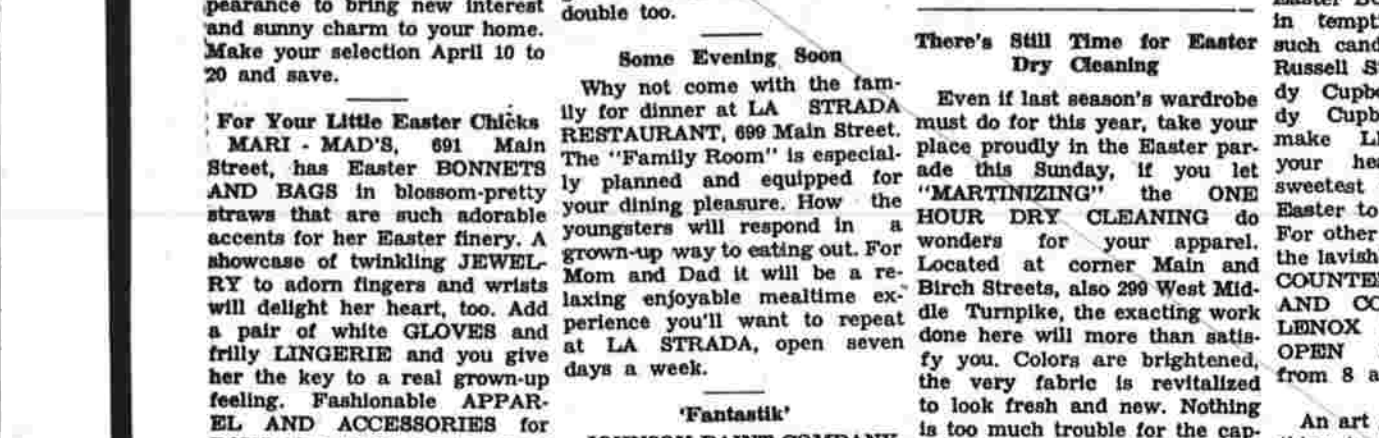 pearance to bring new interest
and sunny charm to your home.
Make your selection April 10 to
20 and save.
For Your Little Easter Chicks
MARI - MAD'S, 691 Main
Street, has Easter BONNETS
AND BAGS in blossom-pretty
straws that are such adorable
accents for her Easter finery. A
showcase of twinkling JEWEL-
RY to adorn fingers and wrists
will delight her heart, too. Add
a pair of white GLOVES and
frilly LINGERIE and you give
her the key to a real grown-up
feeling. Fashionable APPAR-
EL AND ACCESSORIES for
double too.
Some Evening Soon
Why not come with the fam-
ily for dinner at LA STRADA
RESTAURANT, 699 Main Street.
The "Family Room" is especial-
ly planned and equipped for
your dining pleasure. How the
youngsters will respond in a
grown-up way to eating out. For
Mom and Dad it will be a re-
laxing enjoyable mealtime ex-
perience you'll want to repeat
at LA STRADA, open seven
days a week.
'Fantastik'
JOHNSON PAINT COMPANY
There's Still Time for Easter
Dry Cleaning
Even if last season's wardrobe
must do for this year, take your
place proudly in the Easter par-
ade this Sunday, if you let
"MARTINIZING" the ONE
HOUR DRY CLEANING do
wonders for your apparel.
Located at corner Main and
Birch Streets, also 299 West Mid-
dle Turnpike, the exacting work
done here will more than satis-
fy you. Colors are brightened,
the very fabric is revitalized
to look fresh and new. Nothing
is too much trouble for the cap-
in tempt
such cand
Russell S
dy Cupb
dy Cupb
make
your he
sweetest
Easter to
For other
the lavish
COUNTE
AND CO
LENOX
OPEN
from 8 a
An art